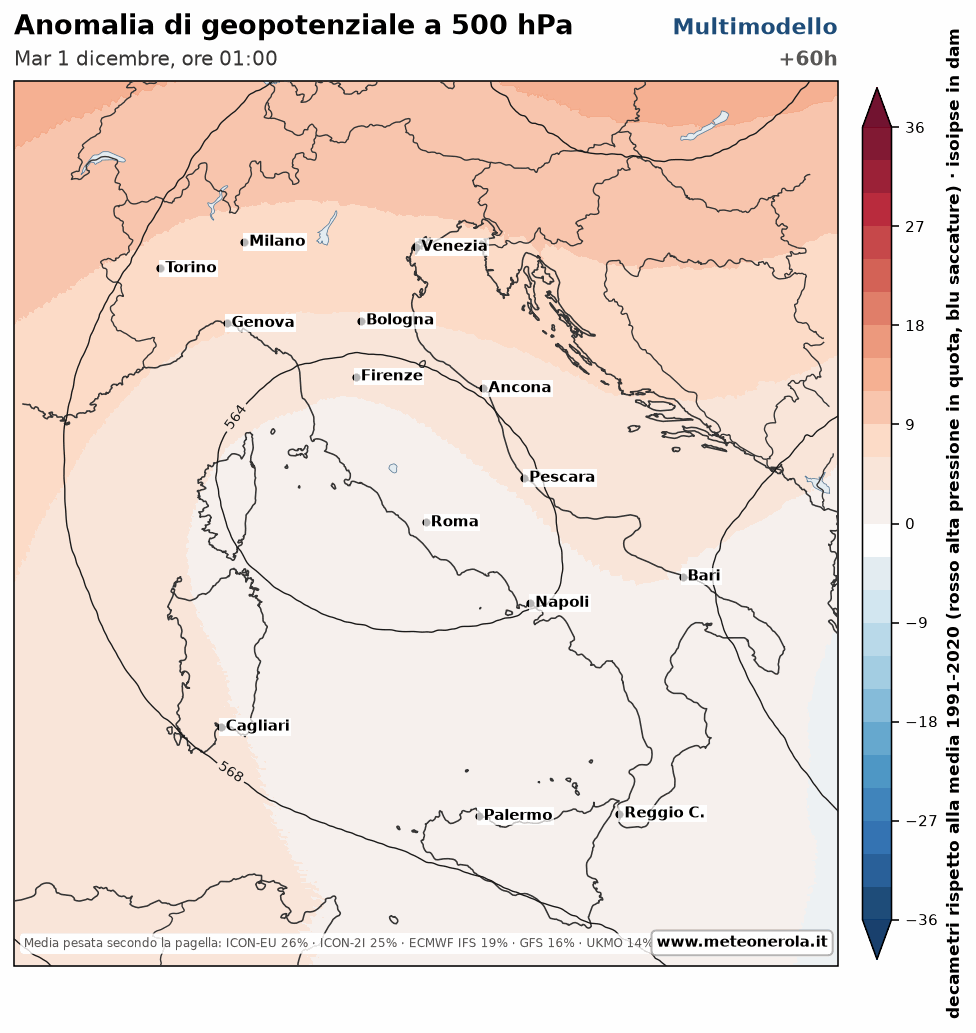 Anomalia di geopotenziale a 500 hPa
Multimodello
Mar 1 dicembre, ore 01:00
+60h
Milano
Venezia
Torino
Genova
Bologna
Firenze
Ancona
564
Pescara
Roma
Bari
Napoli
Cagliari
568
Palermo
Reggio C.
Media pesata secondo la pagella: ICON-EU 26% · ICON-2I 25% · ECMWF IFS 19% · GFS 16% · UKMO 14%
www.meteonerola.it
36
27
18
9
0
−9
−18
−27
−36
decametri rispetto alla media 1991-2020 (rosso alta pressione in quota, blu saccature) · isoipse in dam